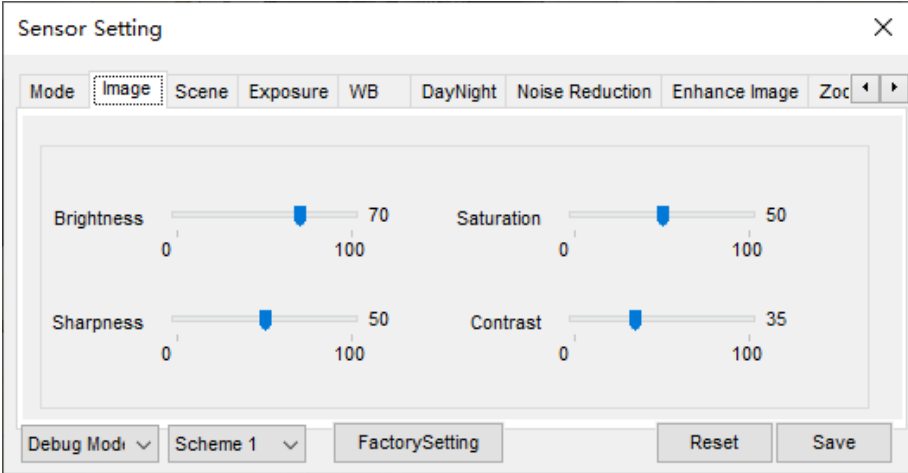 Sensor Setting
Mode Image Scene Exposure WB DayNight Noise Reduction Enhance Image
Brightness 70 Saturation 50
0 100 0 100
Sharpness 50 Contrast 35
0 100 0 100
Debug Scheme 1 FactorySetting Reset Save